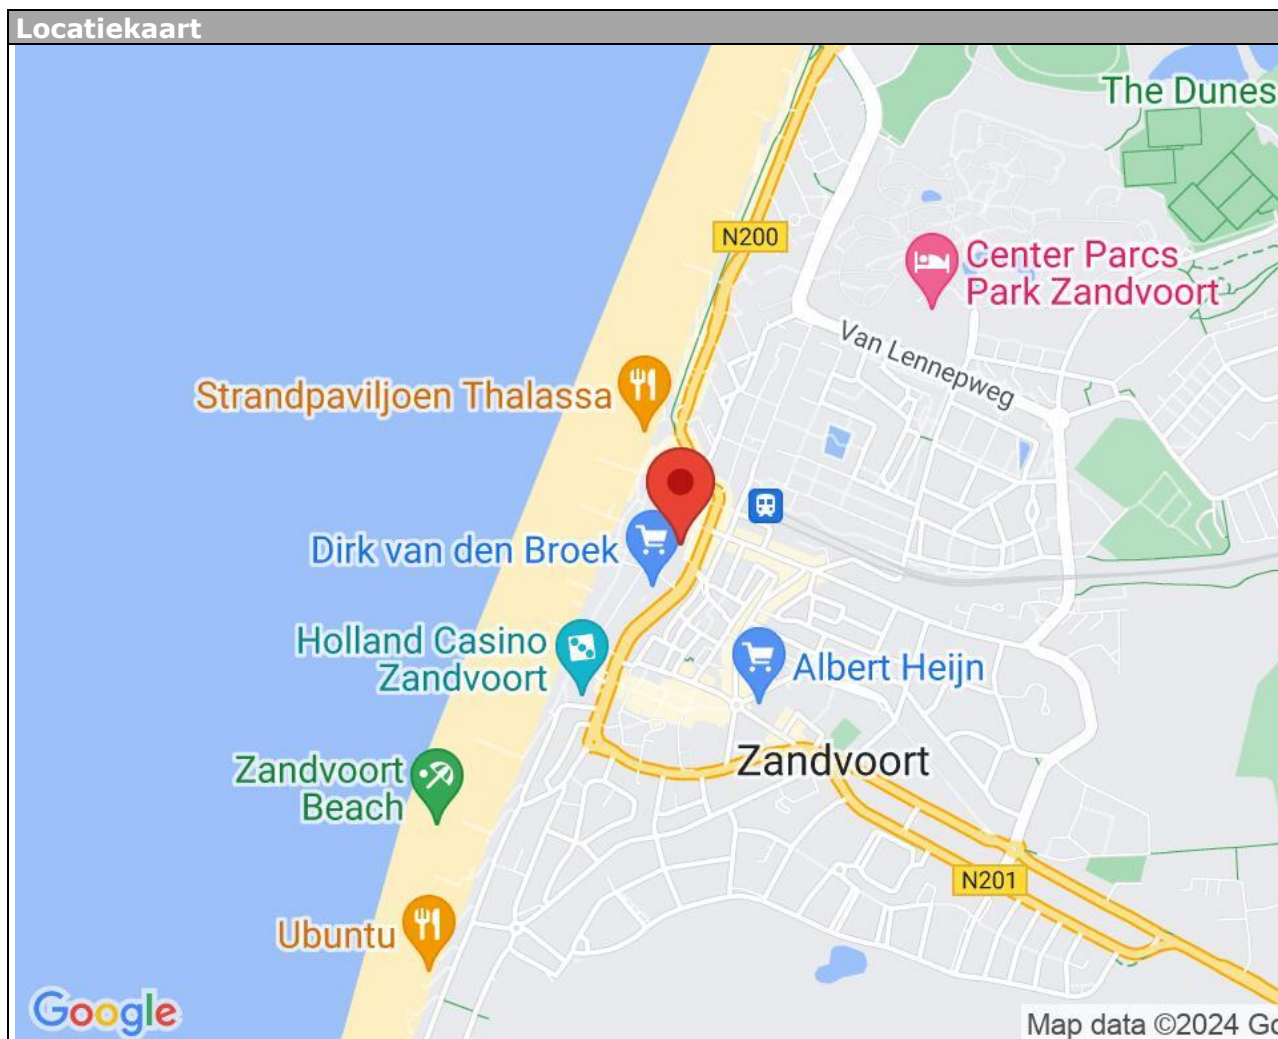 Locatiekaart
The Dunes
N200
Center Parcs
Park Zandvoort
Van Lennepweg
Strandpaviljoen Thalassa
Dirk van den Broek
Holland Casino
Zandvoort
Albert Heijn
Zandvoort
Zandvoort
Beach
N201
Ubuntu
Google
Map data ©2024 Go